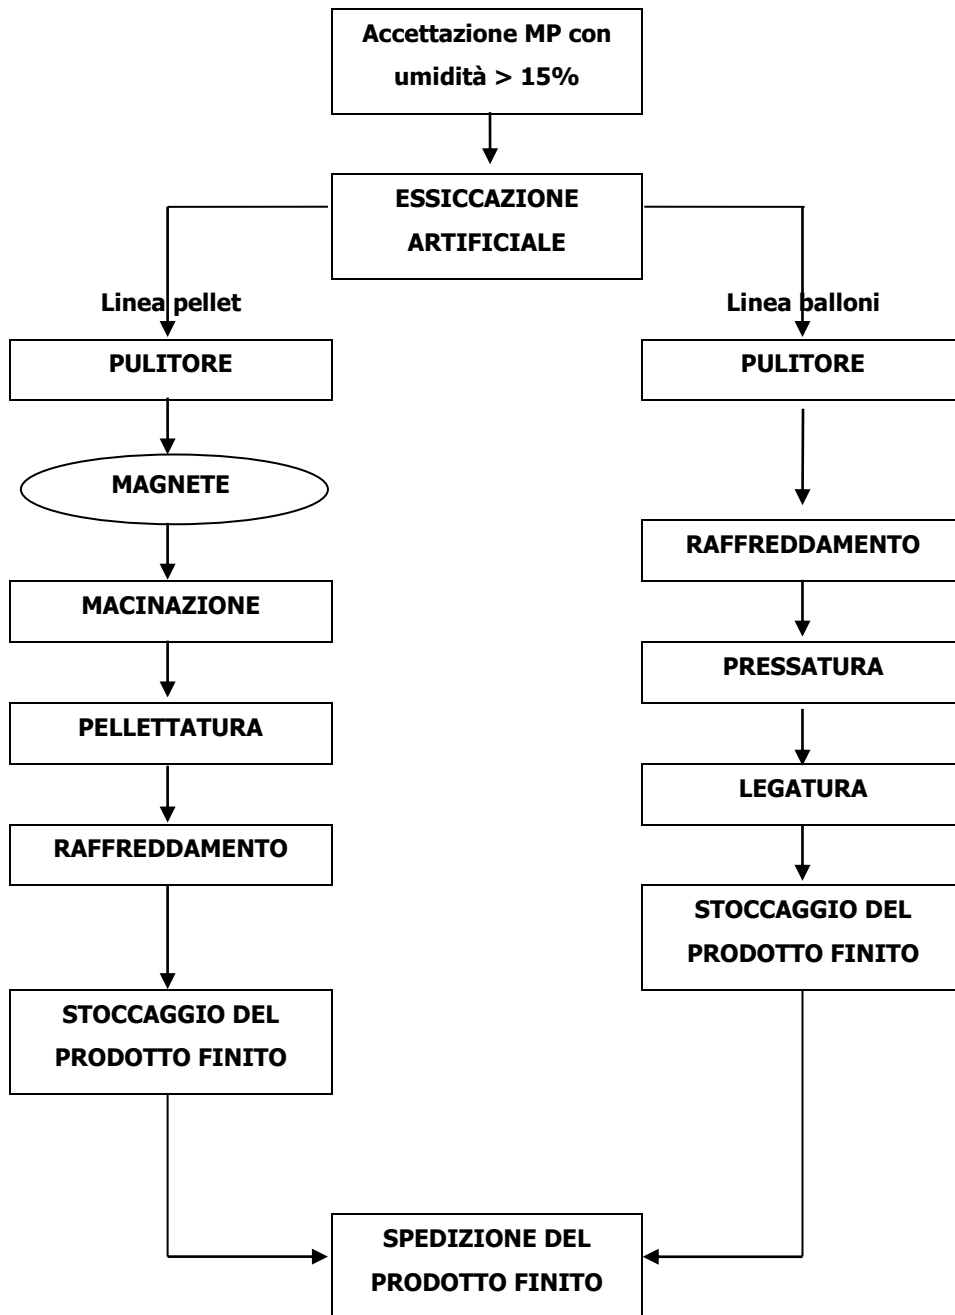 Accettazione MP con
umidità > 15%
ESSICCAZIONE
ARTIFICIALE
Linea pellet
PULITORE
MAGNETE
MACINAZIONE
PELLETTATURA
RAFFREDDAMENTO
STOCCAGGIO DEL
PRODOTTO FINITO
Linea balloni
PULITORE
RAFFREDDAMENTO
PRESSATURA
LEGATURA
STOCCAGGIO DEL
PRODOTTO FINITO
SPEDIZIONE DEL
PRODOTTO FINITO